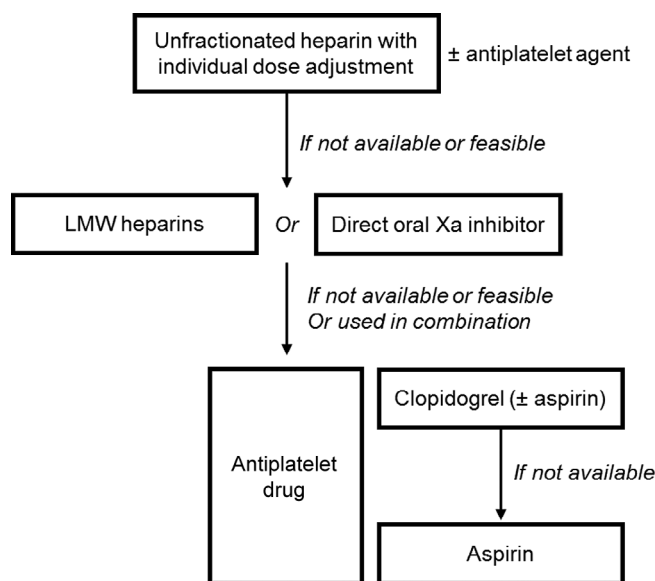 Unfractionated heparin with
individual dose adjustment
± antiplatelet agent
If not available or feasible
LMW heparins
Or
Direct oral Xa inhibitor
If not available or feasible
Or used in combination
Antiplatelet
drug
Clopidogrel (± aspirin)
If not available
Aspirin